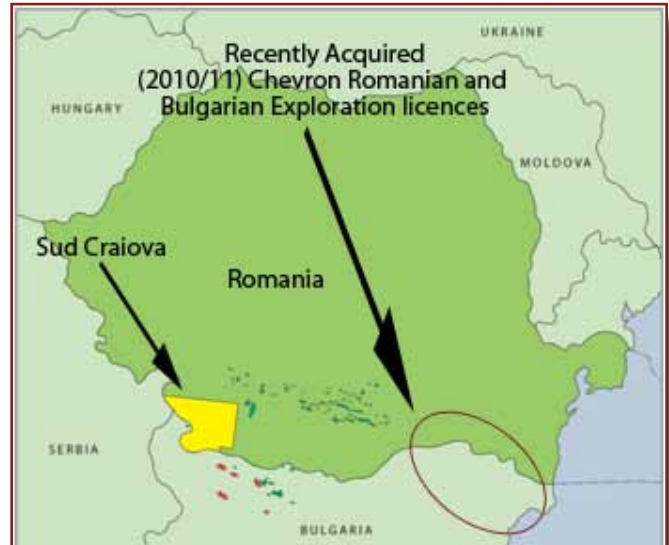 UKRAINE
Recently Acquired
(2010/11) Chevron Romanian and
Bulgarian Exploration licences
HUNGARY
MOLDOVA
Sud Craiova
Romania
SERBIA
BULGARIA